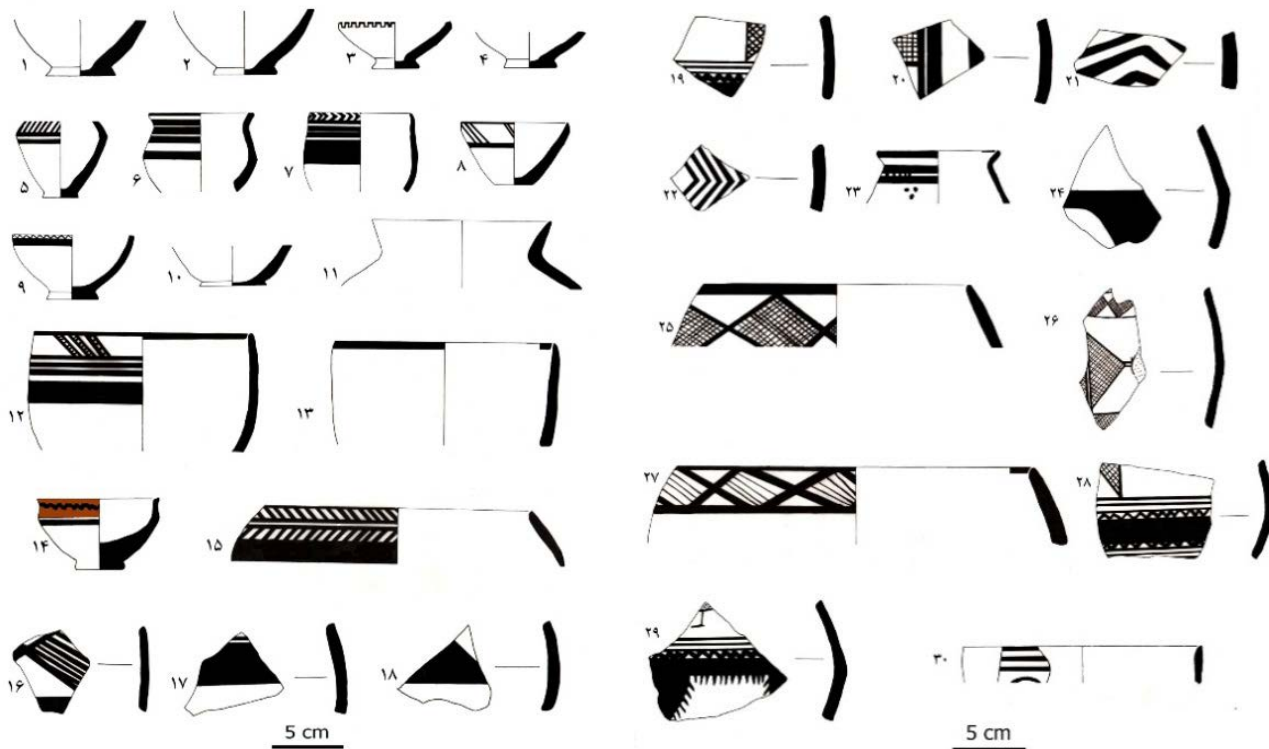 ۱ ۲ ۳ ۴
۵ ۶ ۷ ۸
۹ ۱۰ ۱۱
۱۲ ۱۳
۱۴ ۱۵
۱۶ ۱۷ ۱۸
5 cm
۱۹ ۲۰ ۲۱
۲۲ ۲۳ ۲۴
۲۵ ۲۶
۲۷ ۲۸
۲۹ ۳۰
5 cm